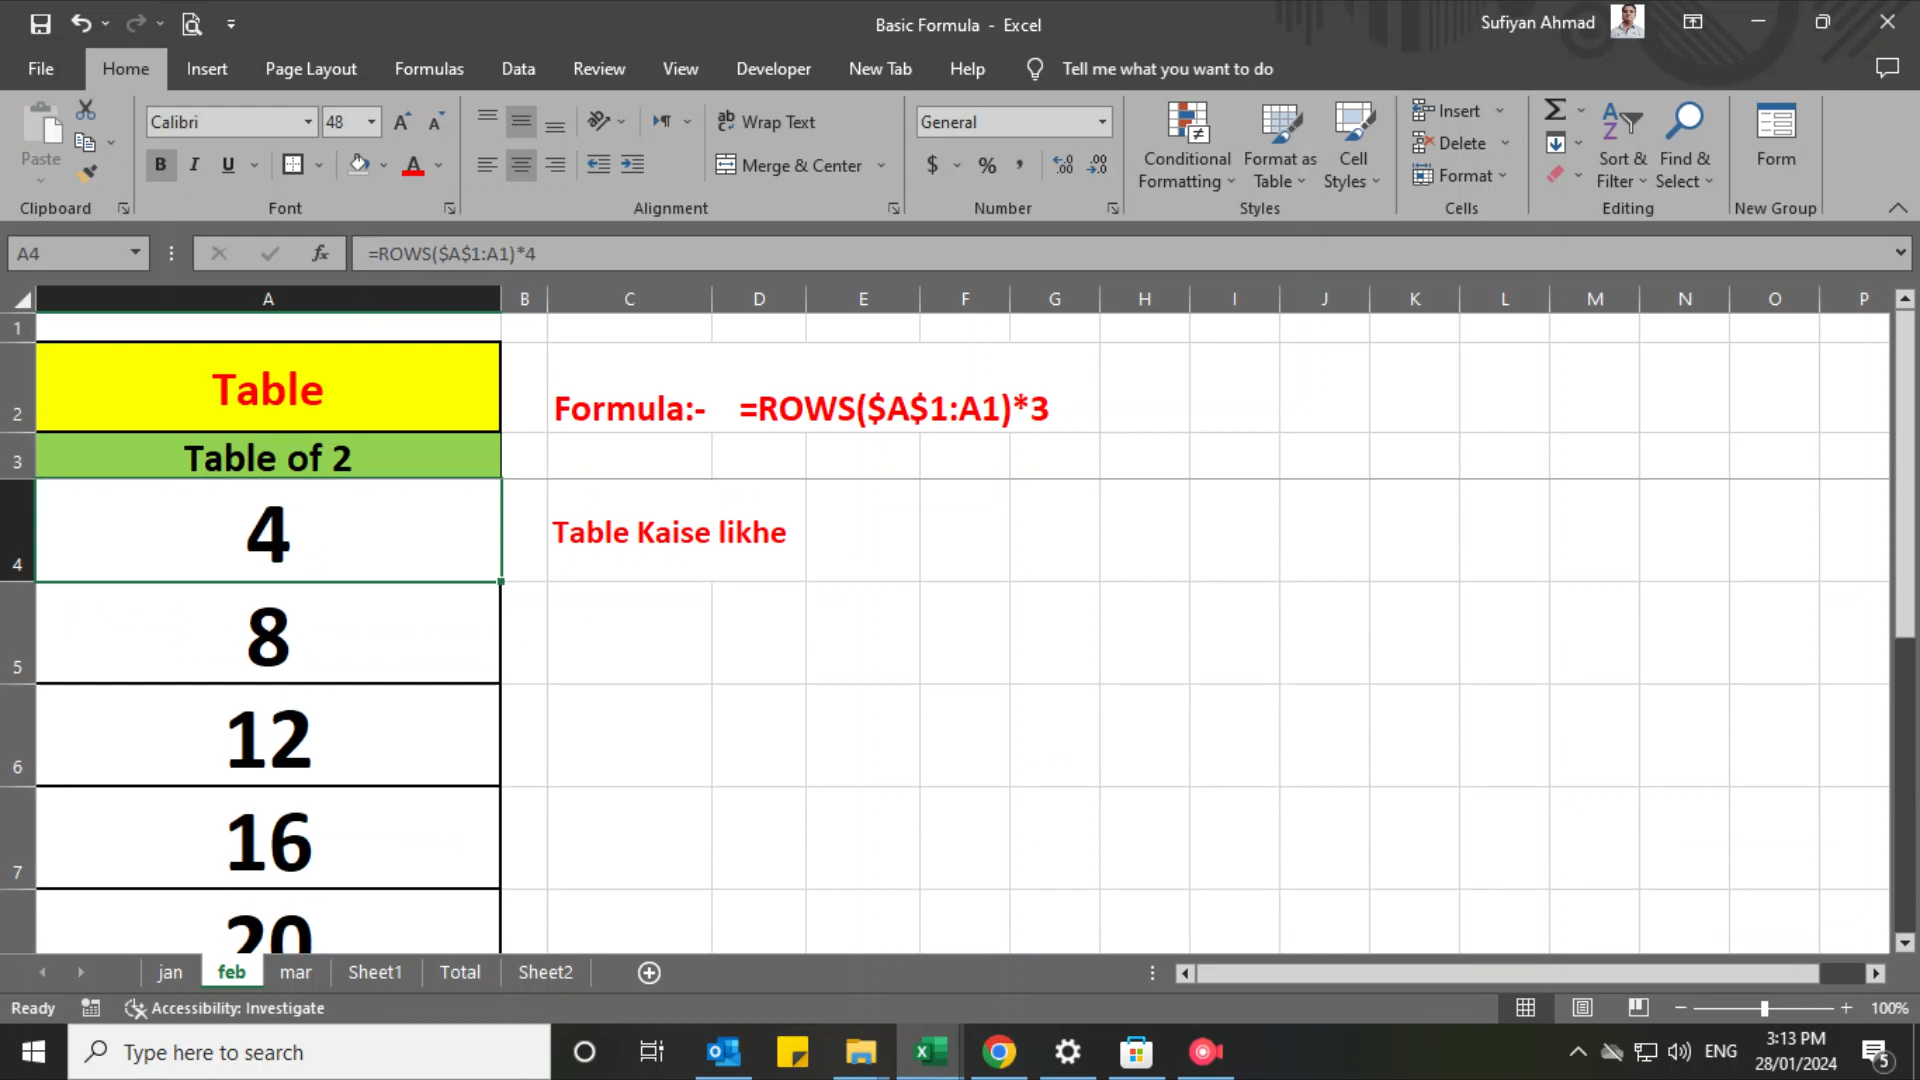 Basic Formula - Excel
Sufiyan Ahmad
File Home Insert Page Layout Formulas Data Review View Developer New Tab Help Tell me what you want to do
Paste
Clipboard
Calibri 48
B I U A
Font
Wrap Text
Merge & Center
Alignment
General
$ % ,
Number
Conditional Formatting
Format as Table
Cell Styles
Styles
Insert
Delete
Format
Cells
Sort & Filter
Find & Select
Editing
Form
New Group
A4 fx =ROWS($A$1:A1)*4
A B C D E F G H I J K L M N O P
1
2 Table Formula:- =ROWS($A$1:A1)*3
3 Table of 2
4 4 Table Kaise likhe
5 8
6 12
7 16
20
jan feb mar Sheet1 Total Sheet2
Ready Accessibility: Investigate 100%
Type here to search
ENG
3:13 PM
28/01/2024
5